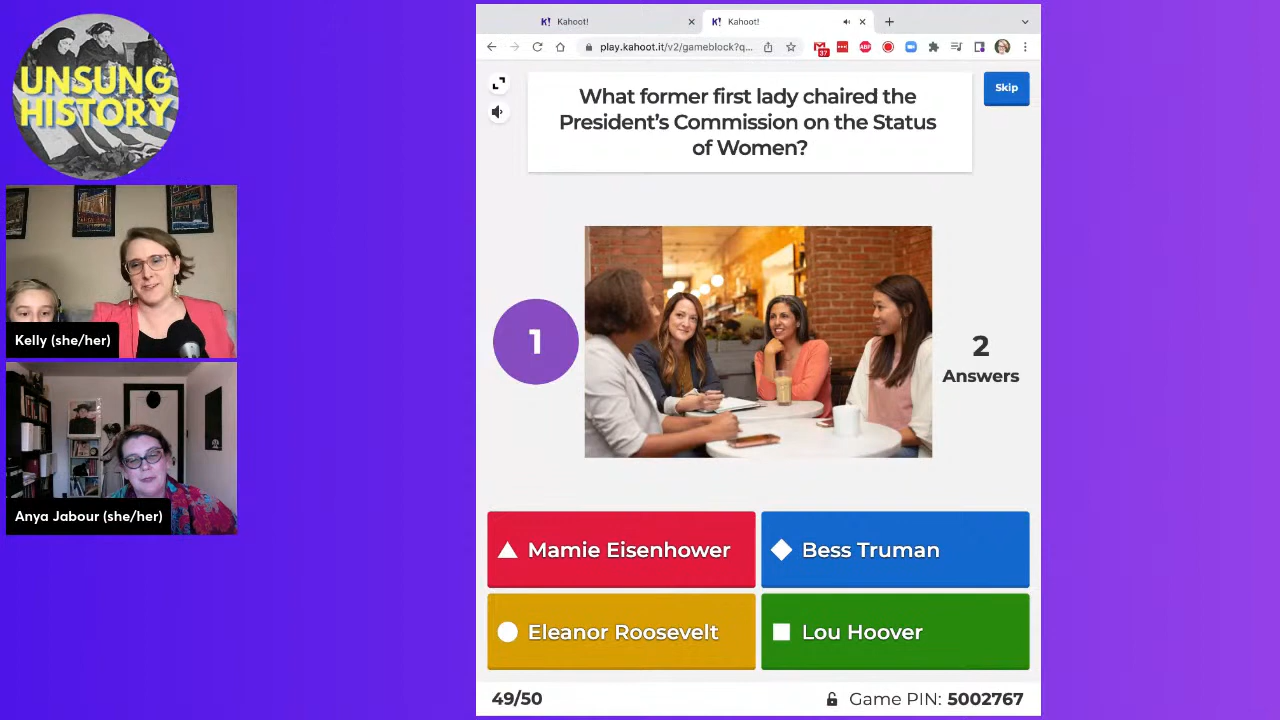 UNSUNG
HISTORY
Kelly (she/her)
Anya Jabour (she/her)
Kahoot!
Kahoot!
play.kahoot.it/v2/gameblock?q...
37
ABP
What former first lady chaired the
President's Commission on the Status
of Women?
Skip
1
2
Answers
Mamie Eisenhower
Bess Truman
Eleanor Roosevelt
Lou Hoover
49/50
Game PIN: 5002767